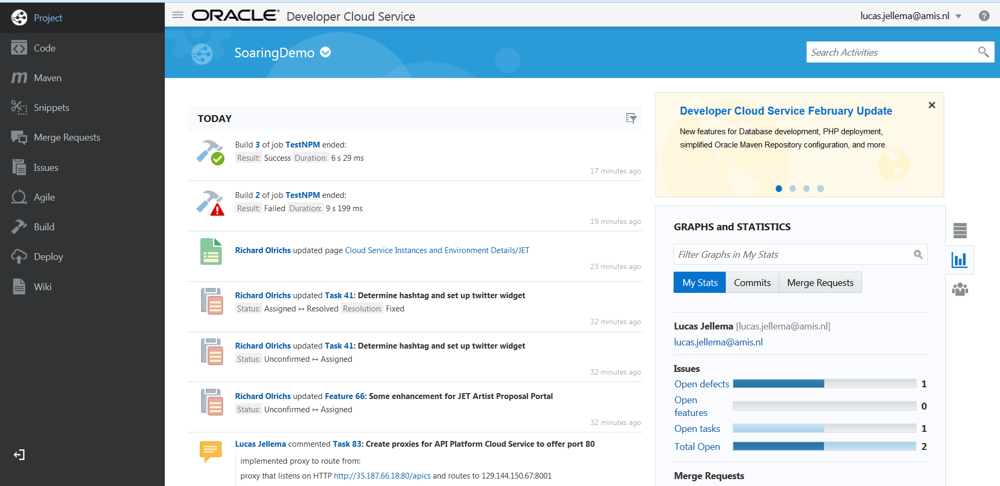 Project
Code
Maven
Snippets
Merge Requests
Issues
Agile
Build
Deploy
Wiki
ORACLE® Developer Cloud Service
lucas.jellema@amis.nl
?
SoaringDemo
Search Activities
TODAY
Build 3 of job TestNPM ended:
Result: Success Duration: 6 s 29 ms
17 minutes ago
Build 2 of job TestNPM ended:
Result: Failed Duration: 9 s 199 ms
19 minutes ago
Richard Olrichs updated page Cloud Service Instances and Environment Details/JET
23 minutes ago
Richard Olrichs updated Task 41: Determine hashtag and set up twitter widget
Status: Assigned ↦ Resolved Resolution: Fixed
32 minutes ago
Richard Olrichs updated Task 41: Determine hashtag and set up twitter widget
Status: Unconfirmed ↦ Assigned
32 minutes ago
Richard Olrichs updated Feature 66: Some enhancement for JET Artist Proposal Portal
Status: Unconfirmed ↦ Assigned
32 minutes ago
Lucas Jellema commented Task 83: Create proxies for API Platform Cloud Service to offer port 80
implemented proxy to route from:
proxy that listens on HTTP http://35.187.66.18:80/apics and routes to 129.144.150.67:8001
Developer Cloud Service February Update
New features for Database development, PHP deployment,
simplified Oracle Maven Repository configuration, and more.
GRAPHS and STATISTICS
Filter Graphs in My Stats
My Stats Commits Merge Requests
Lucas Jellema [lucas.jellema@amis.nl]
lucas.jellema@amis.nl
Issues
Open defects 1
Open
features 0
Open tasks 1
Total Open 2
Merge Requests